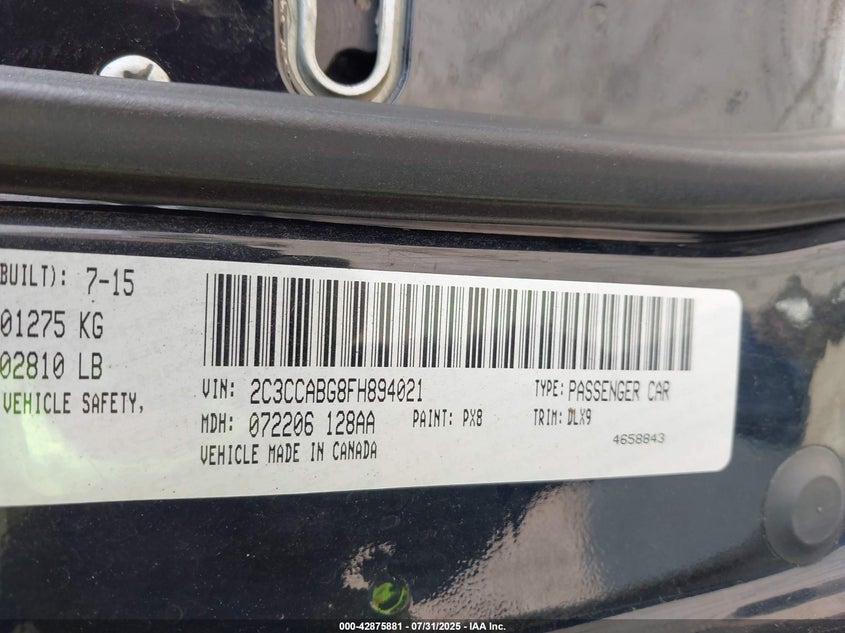 BUILT): 7-15
01275 KG
02810 LB
VEHICLE SAFETY,
VIN: 2C3CCABG8FH894021 TYPE: PASSENGER CAR
MDH: 072206 128AA PAINT: PX8 TRIM: DLX9
VEHICLE MADE IN CANADA 4658843
000-42875881 - 07/31/2025 - IAA Inc.